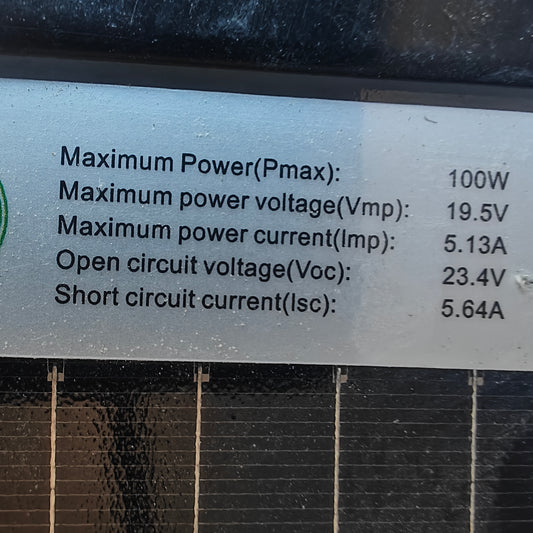 Maximum Power(Pmax): 100W
Maximum power voltage(Vmp): 19.5V
Maximum power current(Imp): 5.13A
Open circuit voltage(Voc): 23.4V
Short circuit current(Isc): 5.64A